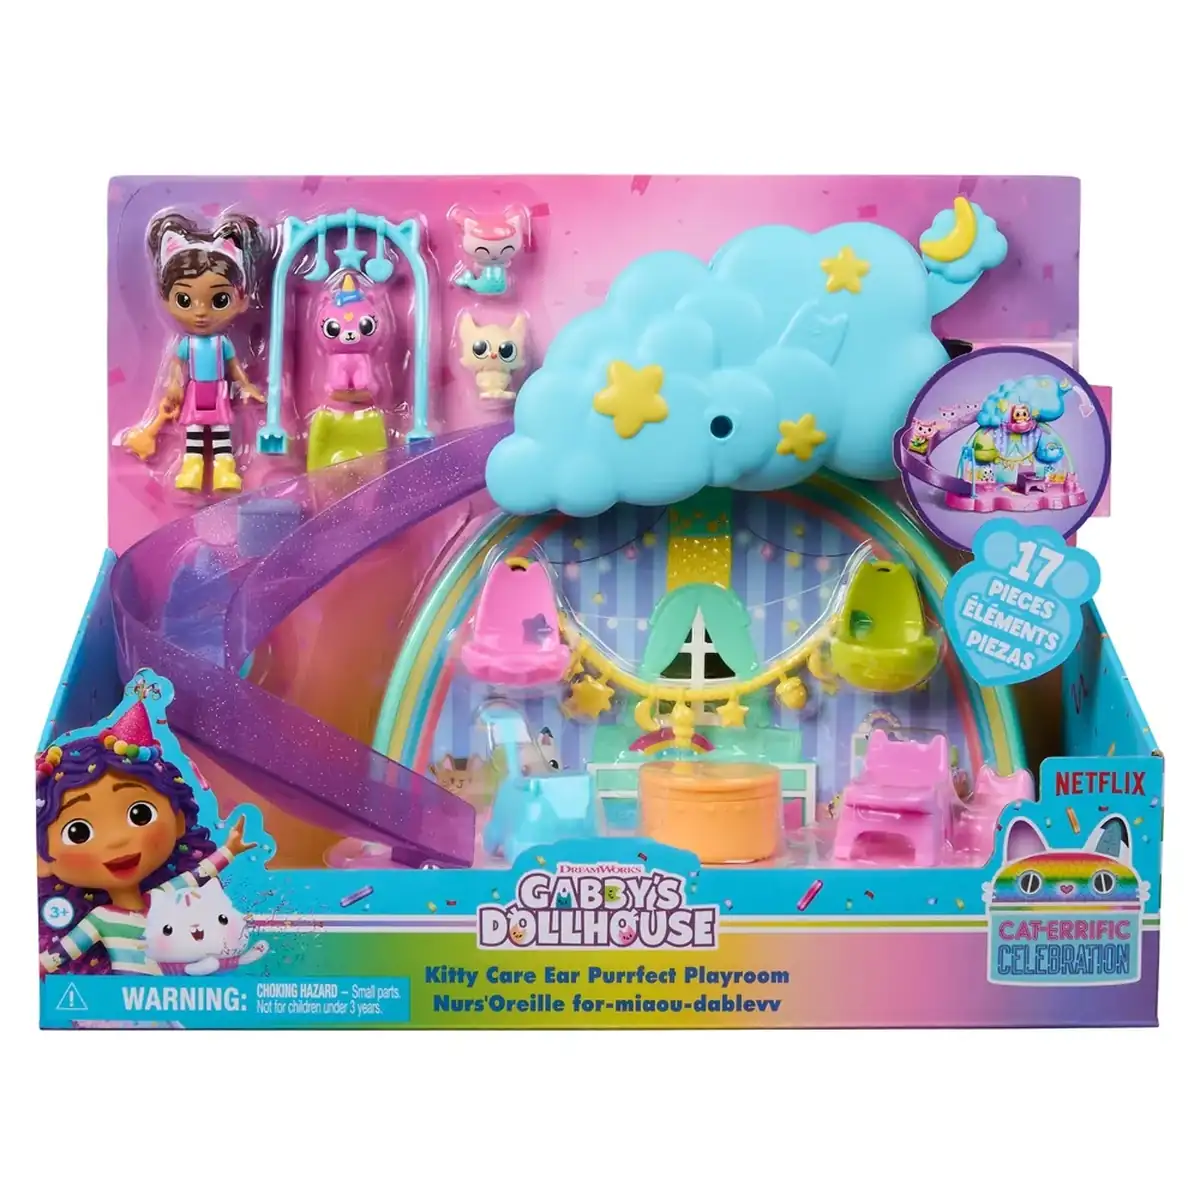 17
PIECES
ÉLÉMENTS
PIEZAS
NETFLIX
CAT-ERRIFIC
CELEBRATION
DREAMWORKS
GABBY'S
DOLLHOUSE
Kitty Care Ear Purrfect Playroom
Nurs'Oreille for-miaou-dablevv
3+
WARNING: CHOKING HAZARD – Small parts.
Not for children under 3 years.